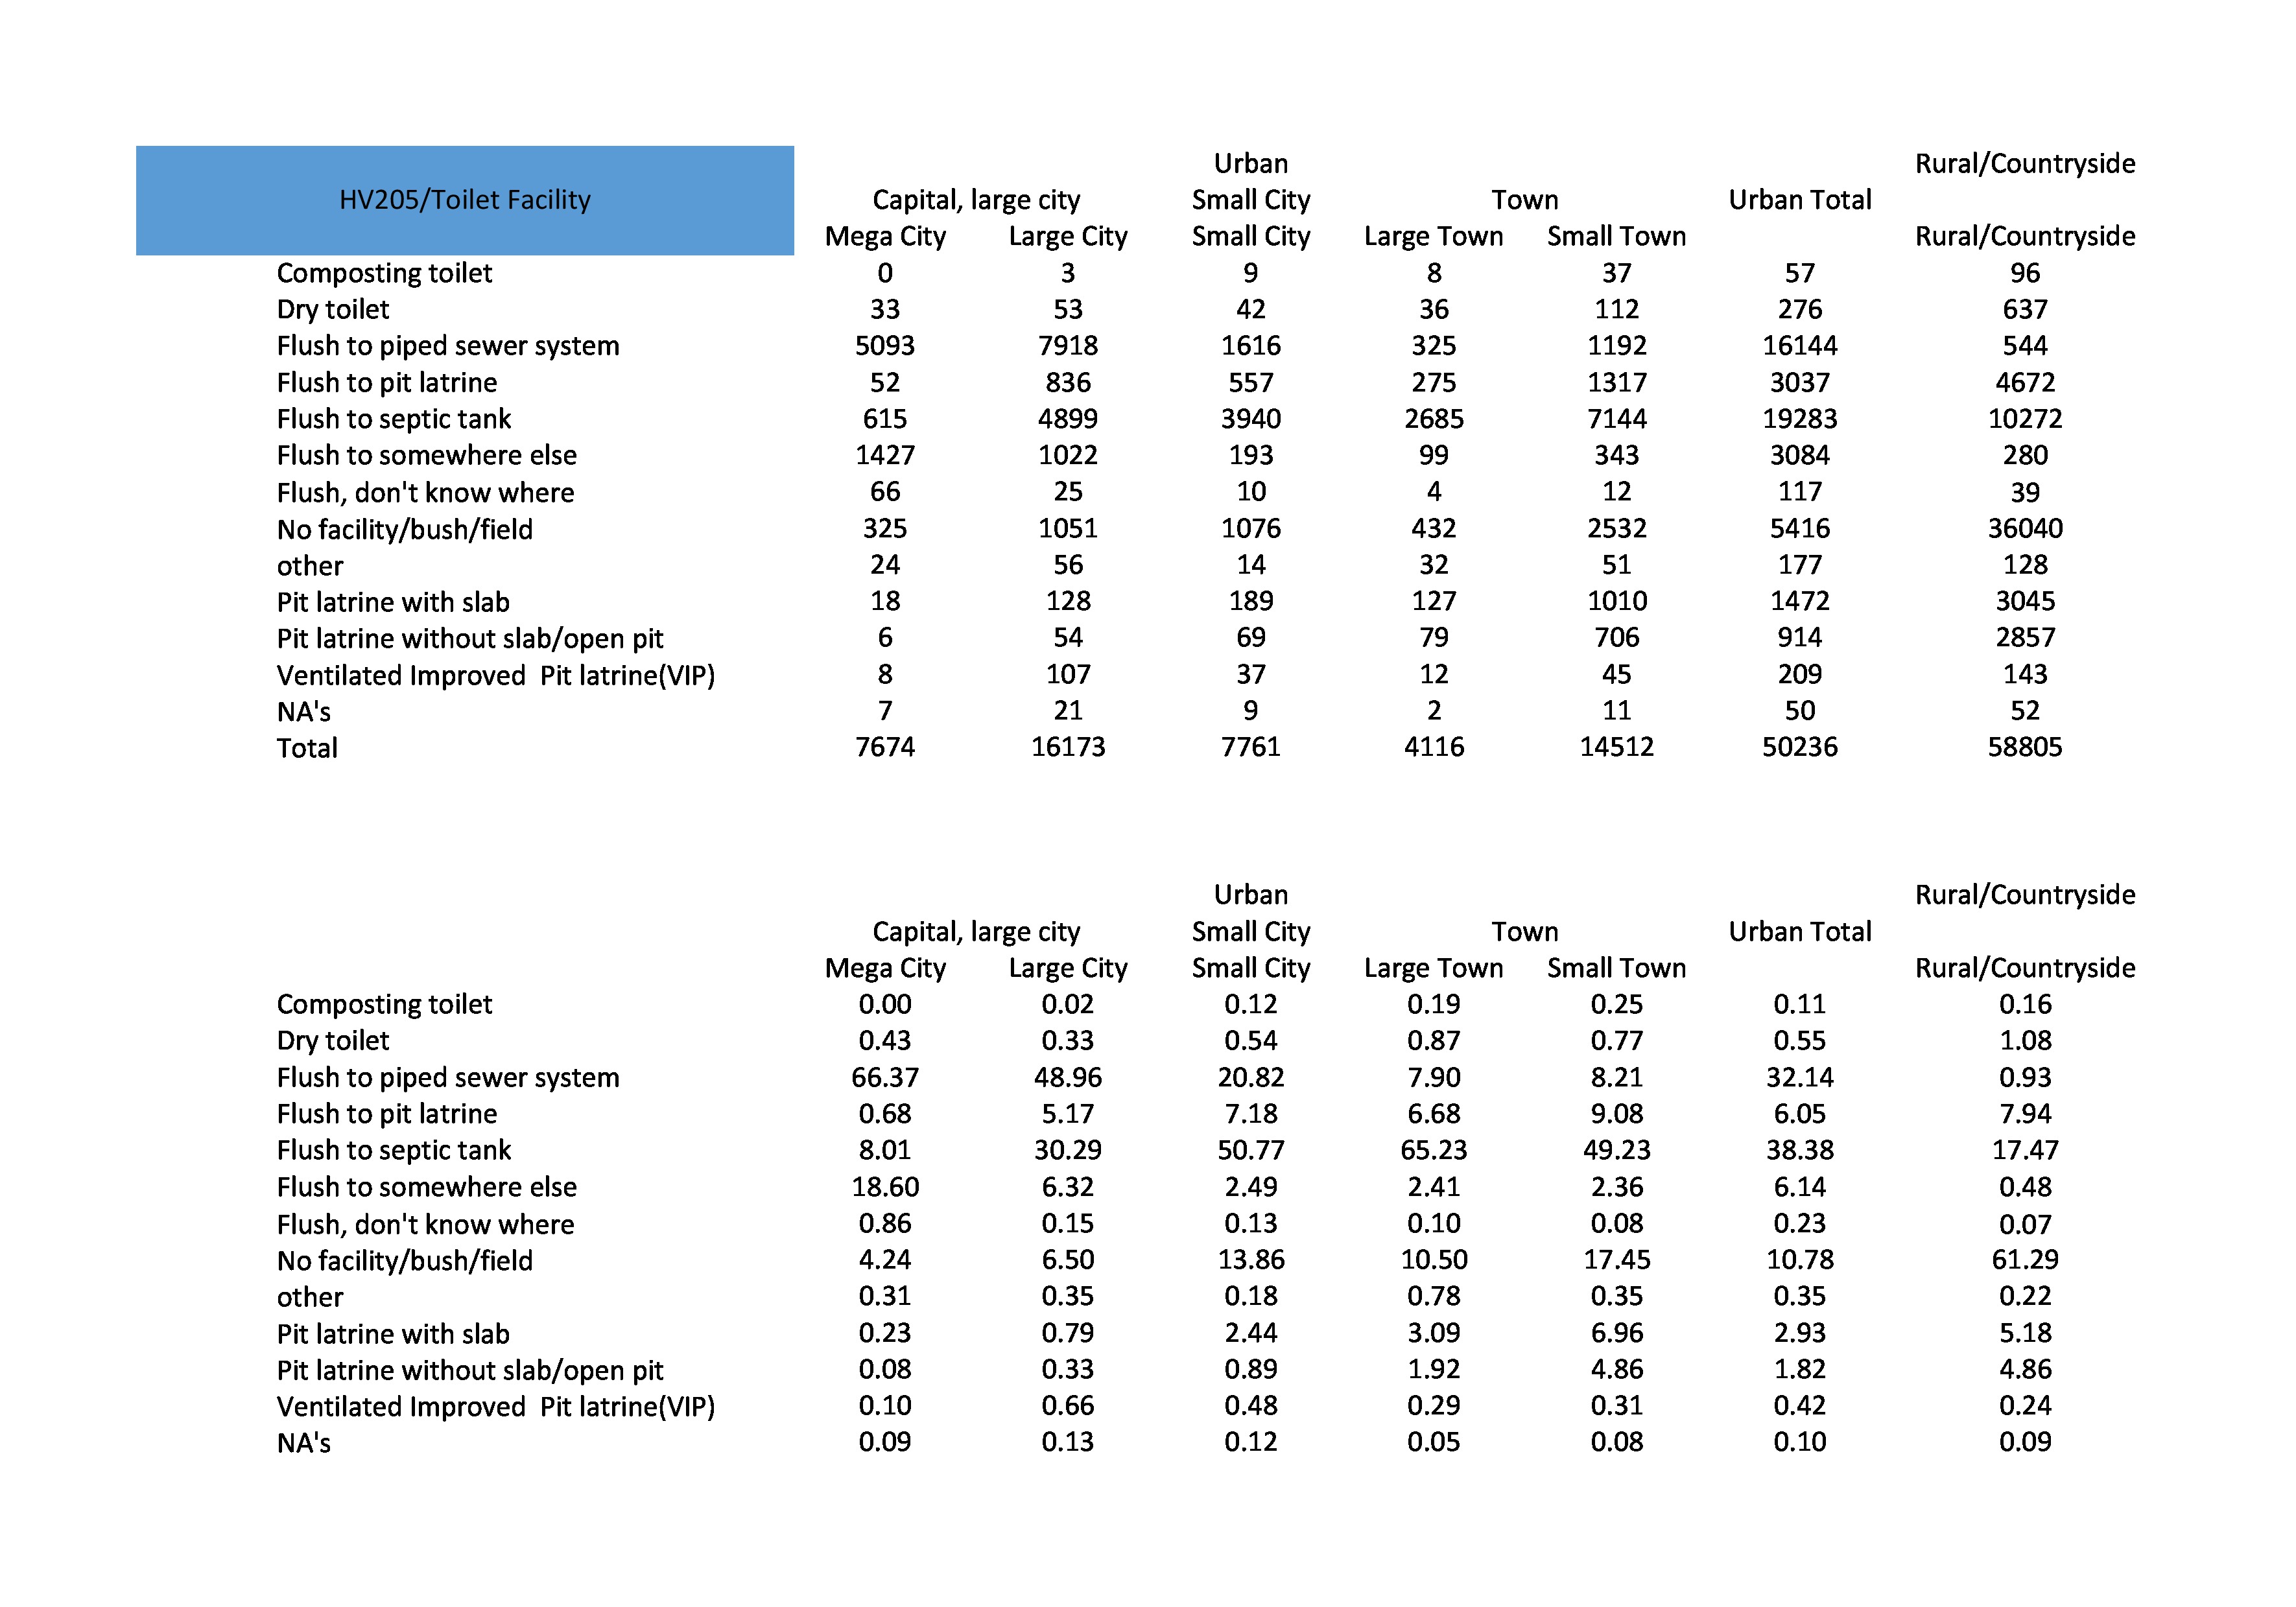 Urban Rural/Countryside
HV205/Toilet Facility Capital, large city Small City Town Urban Total
Mega City Large City Small City Large Town Small Town Rural/Countryside
Composting toilet 0 3 9 8 37 57 96
Dry toilet 33 53 42 36 112 276 637
Flush to piped sewer system 5093 7918 1616 325 1192 16144 544
Flush to pit latrine 52 836 557 275 1317 3037 4672
Flush to septic tank 615 4899 3940 2685 7144 19283 10272
Flush to somewhere else 1427 1022 193 99 343 3084 280
Flush, don't know where 66 25 10 4 12 117 39
No facility/bush/field 325 1051 1076 432 2532 5416 36040
other 24 56 14 32 51 177 128
Pit latrine with slab 18 128 189 127 1010 1472 3045
Pit latrine without slab/open pit 6 54 69 79 706 914 2857
Ventilated Improved  Pit latrine(VIP) 8 107 37 12 45 209 143
NA's 7 21 9 2 11 50 52
Total 7674 16173 7761 4116 14512 50236 58805
Urban Rural/Countryside
Capital, large city Small City Town Urban Total
Mega City Large City Small City Large Town Small Town Rural/Countryside
Composting toilet 0.00 0.02 0.12 0.19 0.25 0.11 0.16
Dry toilet 0.43 0.33 0.54 0.87 0.77 0.55 1.08
Flush to piped sewer system 66.37 48.96 20.82 7.90 8.21 32.14 0.93
Flush to pit latrine 0.68 5.17 7.18 6.68 9.08 6.05 7.94
Flush to septic tank 8.01 30.29 50.77 65.23 49.23 38.38 17.47
Flush to somewhere else 18.60 6.32 2.49 2.41 2.36 6.14 0.48
Flush, don't know where 0.86 0.15 0.13 0.10 0.08 0.23 0.07
No facility/bush/field 4.24 6.50 13.86 10.50 17.45 10.78 61.29
other 0.31 0.35 0.18 0.78 0.35 0.35 0.22
Pit latrine with slab 0.23 0.79 2.44 3.09 6.96 2.93 5.18
Pit latrine without slab/open pit 0.08 0.33 0.89 1.92 4.86 1.82 4.86
Ventilated Improved  Pit latrine(VIP) 0.10 0.66 0.48 0.29 0.31 0.42 0.24
NA's 0.09 0.13 0.12 0.05 0.08 0.10 0.09